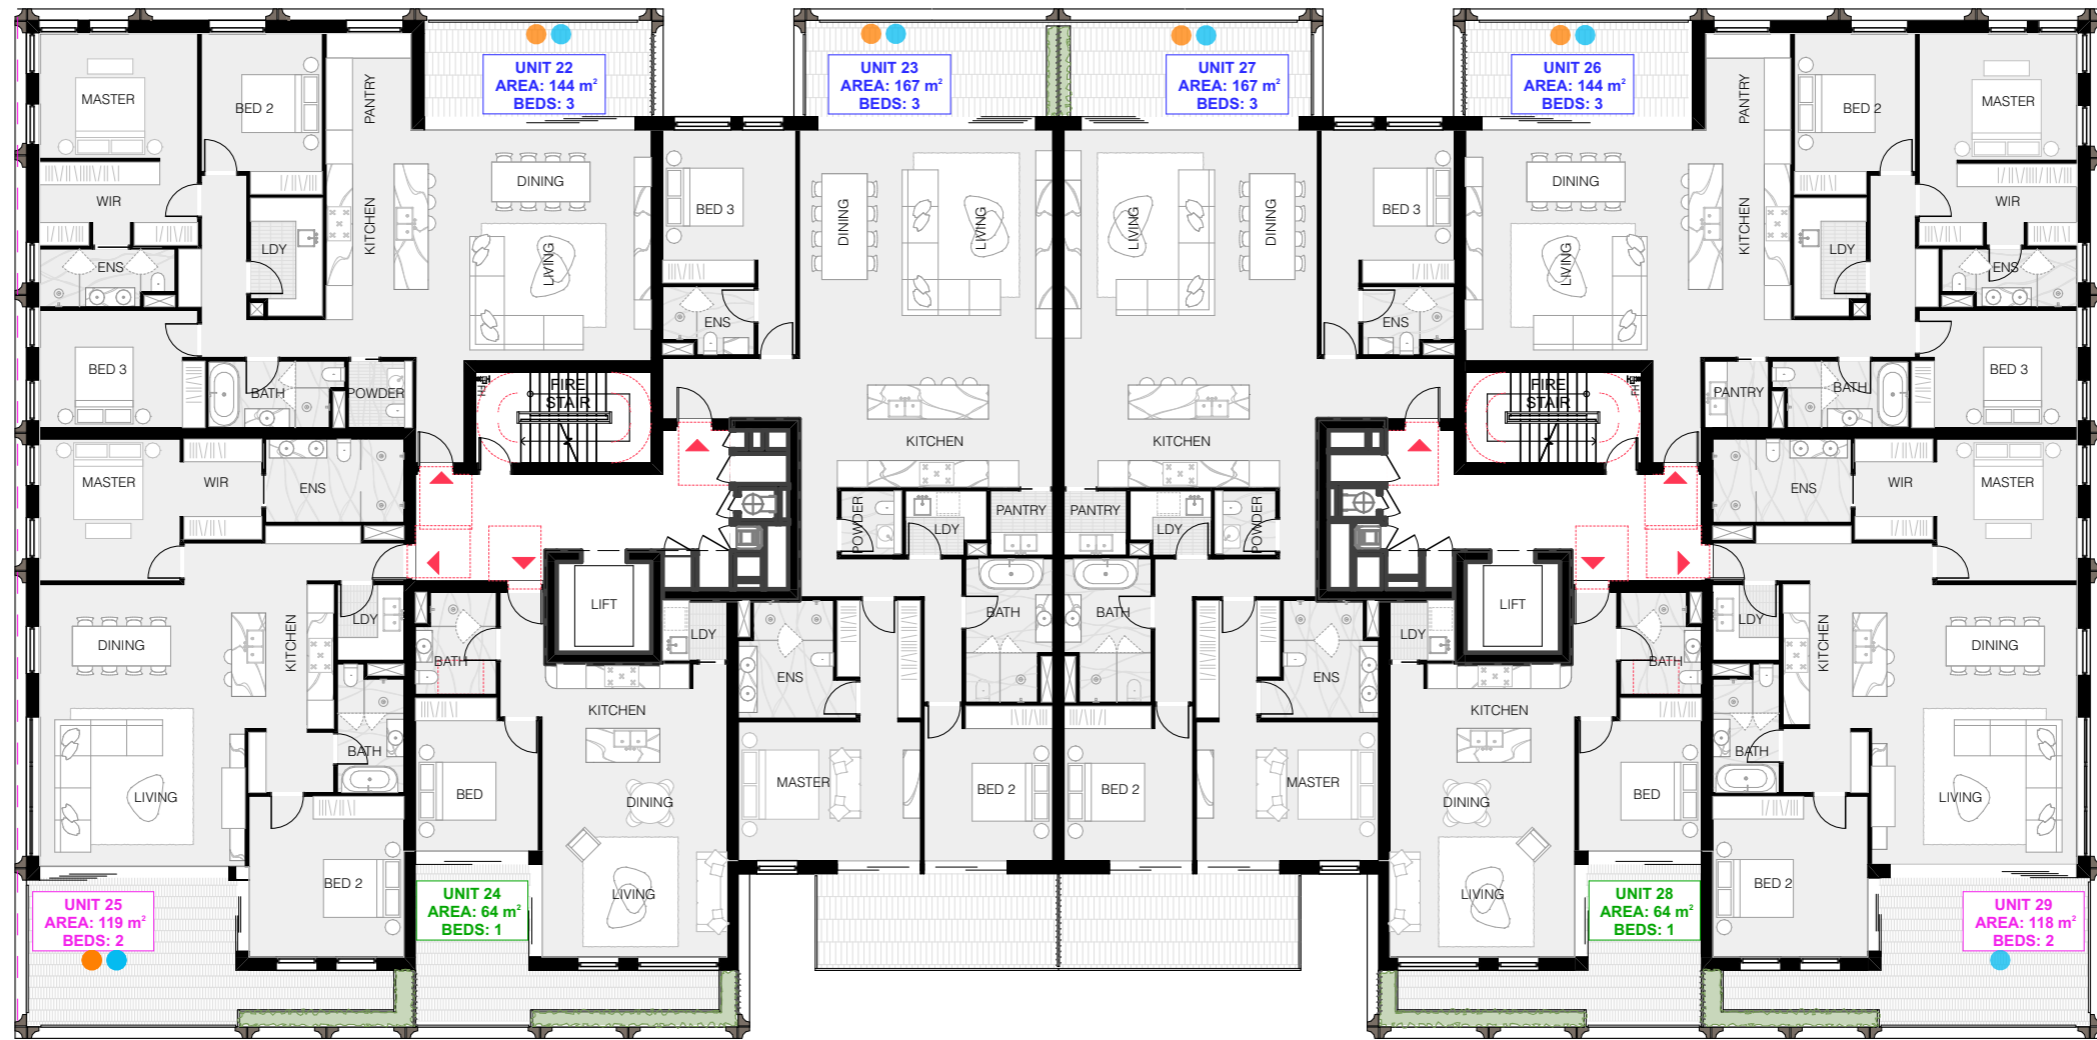 UNIT 22
AREA: 144 m²
BEDS: 3
UNIT 23
AREA: 167 m²
BEDS: 3
UNIT 27
AREA: 167 m²
BEDS: 3
UNIT 26
AREA: 144 m²
BEDS: 3
MASTER
BED 2
PANTRY
WIR
KITCHEN
DINING
LDY
LIVING
ENS
BED 3
BATH
POWDER
BED 3
ENS
DINING
LIVING
KITCHEN
POWDER
LDY
PANTRY
BATH
ENS
MASTER
BED 2
LIVING
DINING
BED 3
ENS
KITCHEN
PANTRY
LDY
POWDER
BATH
ENS
BED 2
MASTER
DINING
LIVING
KITCHEN
PANTRY
BED 2
MASTER
WIR
LDY
ENS
BED 3
PANTRY
BATH
FIRE
STAIR
FH
FIRE
STAIR
FH
MASTER
WIR
ENS
LDY
DINING
KITCHEN
BATH
LIVING
BED 2
UNIT 25
AREA: 119 m²
BEDS: 2
LIFT
LDY
BATH
KITCHEN
BED
DINING
LIVING
UNIT 24
AREA: 64 m²
BEDS: 1
LIFT
LDY
BATH
KITCHEN
BED
DINING
LIVING
UNIT 28
AREA: 64 m²
BEDS: 1
ENS
WIR
MASTER
LDY
KITCHEN
DINING
BATH
LIVING
BED 2
UNIT 29
AREA: 118 m²
BEDS: 2